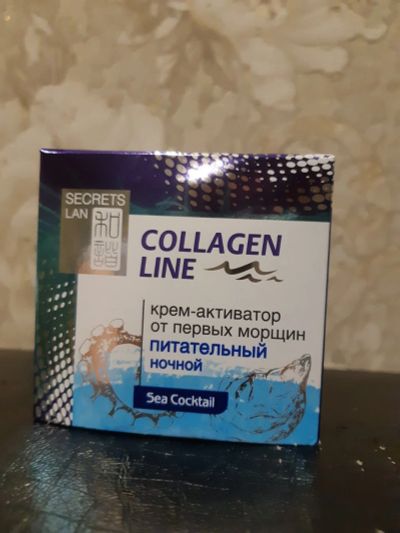 SECRETS
LAN
COLLAGEN
LINE
крем-активатор
от первых морщин
питательный
ночной
Sea Cocktail